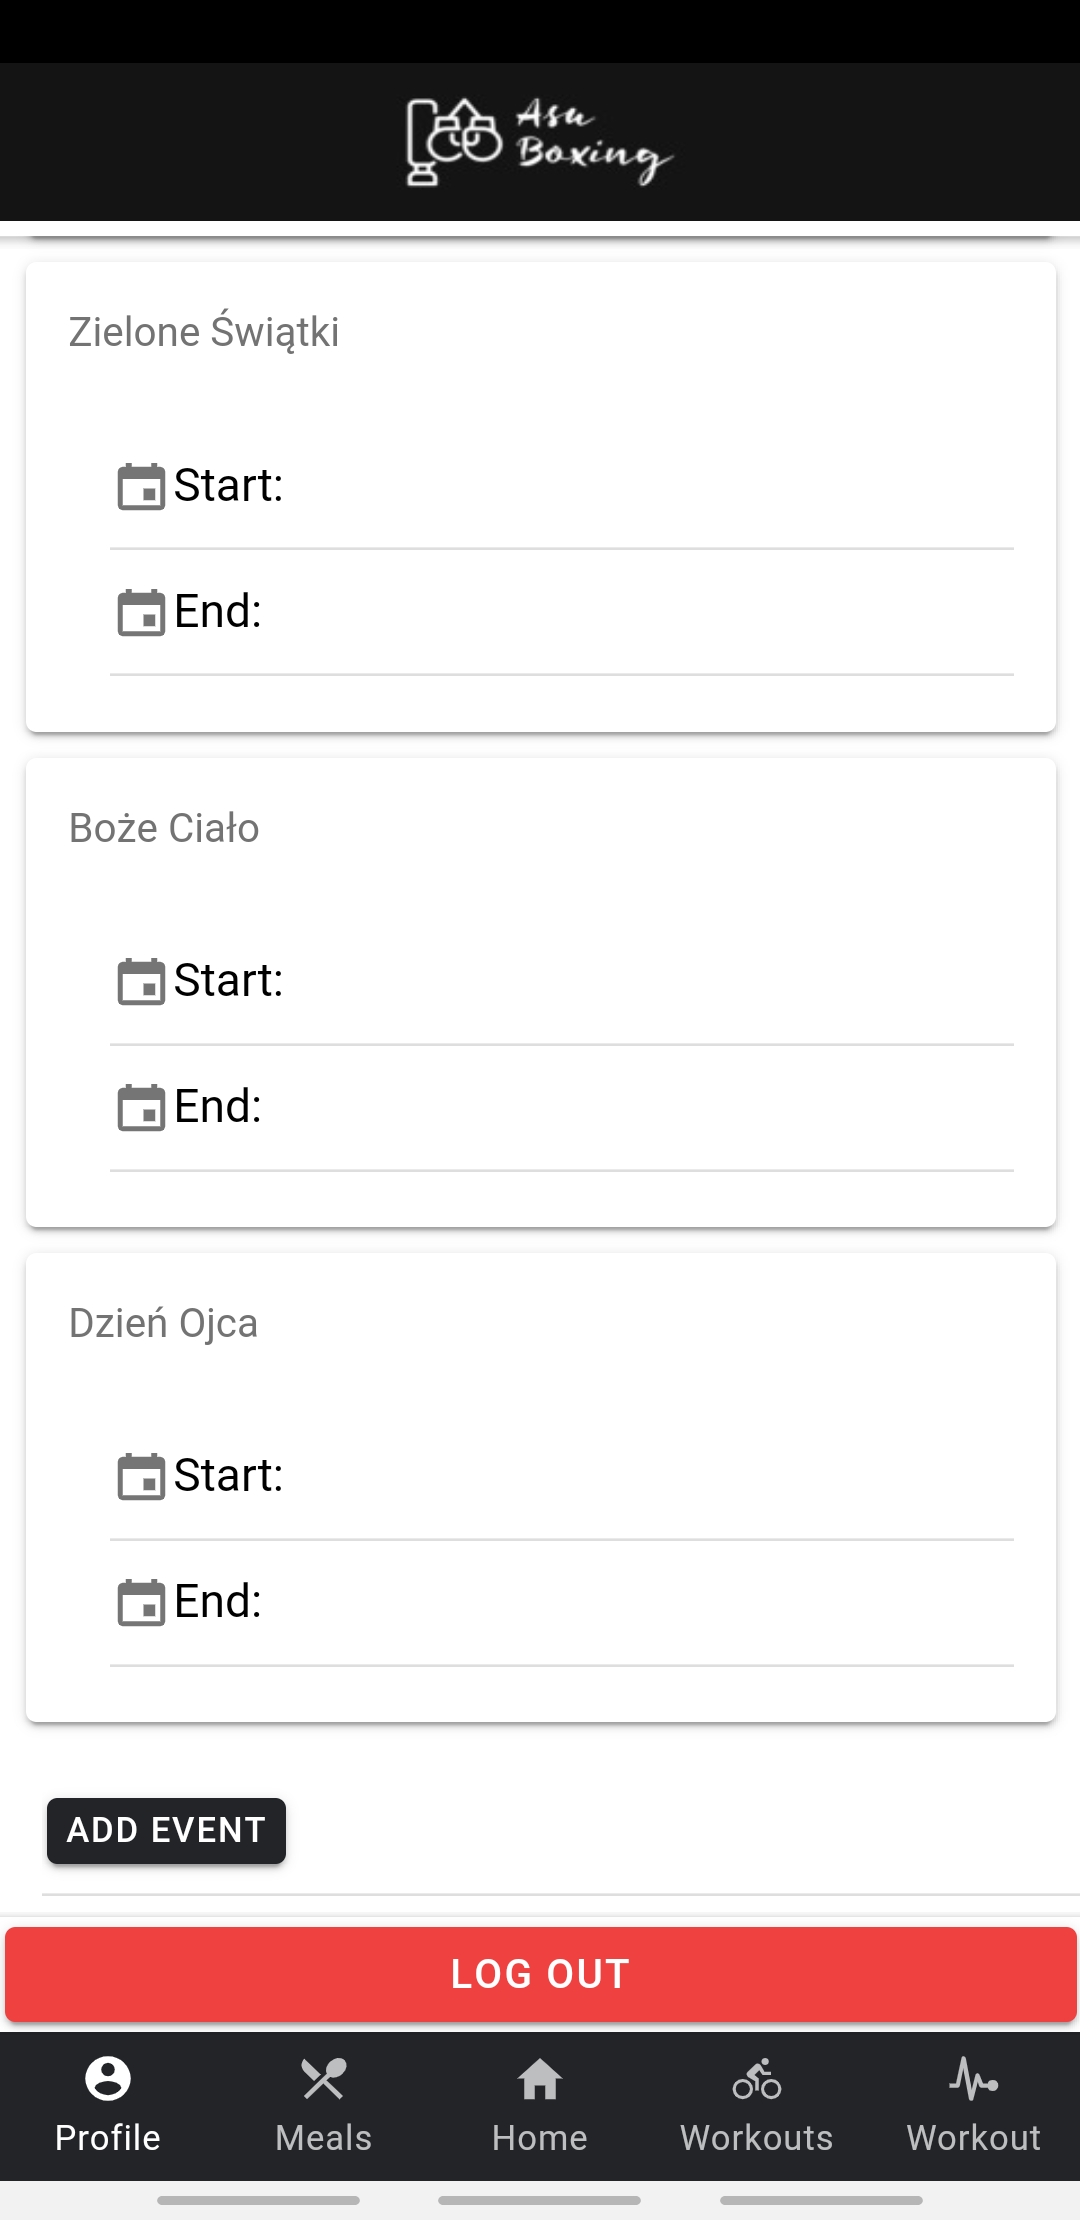 Asu
Boxing
Zielone Świątki
Start:
End:
Boże Ciało
Start:
End:
Dzień Ojca
Start:
End:
ADD EVENT
LOG OUT
Profile
Meals
Home
Workouts
Workout